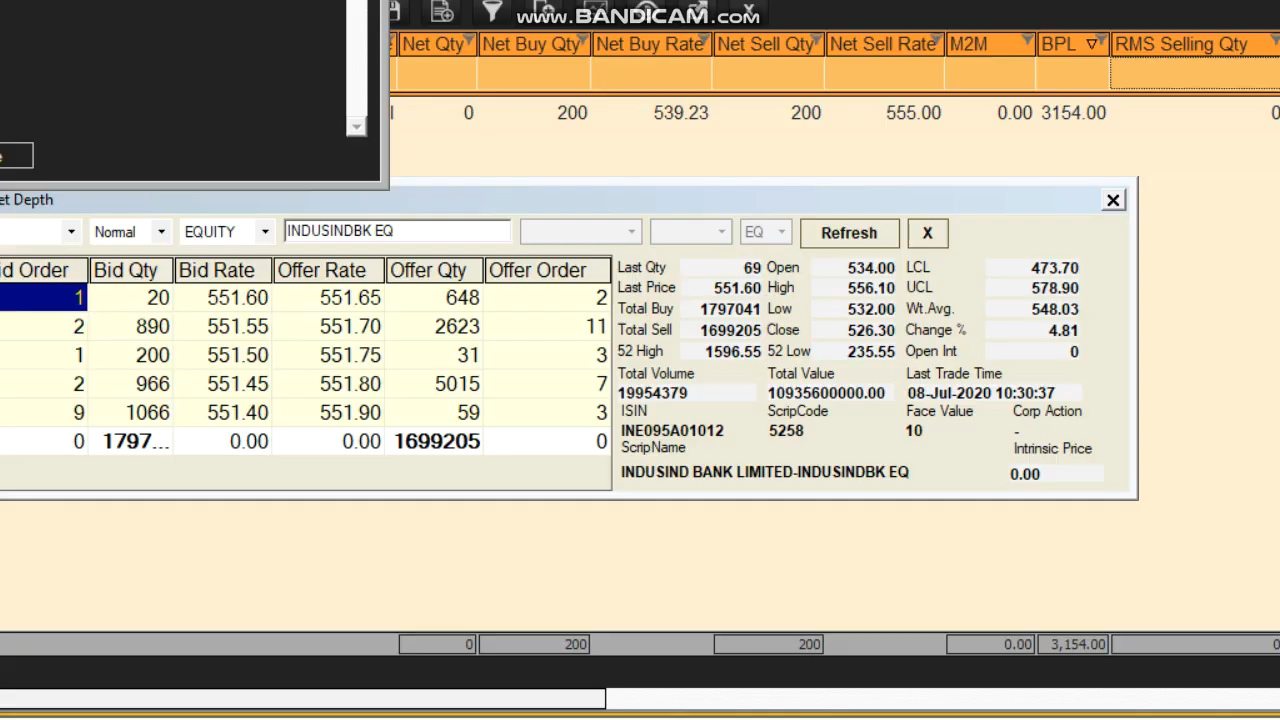 www.BANDICAM.com
Net Qty Net Buy Qty Net Buy Rate Net Sell Qty Net Sell Rate M2M BPL RMS Selling Qty
0 200 539.23 200 555.00 0.00 3154.00 0
e
et Depth
Normal EQUITY INDUSINDBK EQ EQ Refresh X
id Order Bid Qty Bid Rate Offer Rate Offer Qty Offer Order
1 20 551.60 551.65 648 2
2 890 551.55 551.70 2623 11
1 200 551.50 551.75 31 3
2 966 551.45 551.80 5015 7
9 1066 551.40 551.90 59 3
0 1797... 0.00 0.00 1699205 0
Last Qty 69 Open 534.00 LCL 473.70
Last Price 551.60 High 556.10 UCL 578.90
Total Buy 1797041 Low 532.00 Wt.Avg. 548.03
Total Sell 1699205 Close 526.30 Change % 4.81
52 High 1596.55 52 Low 235.55 Open Int 0
Total Volume Total Value Last Trade Time
19954379 10935600000.00 08-Jul-2020 10:30:37
ISIN ScripCode Face Value Corp Action
INE095A01012 5258 10 -
ScripName Intrinsic Price
INDUSIND BANK LIMITED-INDUSINDBK EQ 0.00
0 200 200 0.00 3,154.00 0